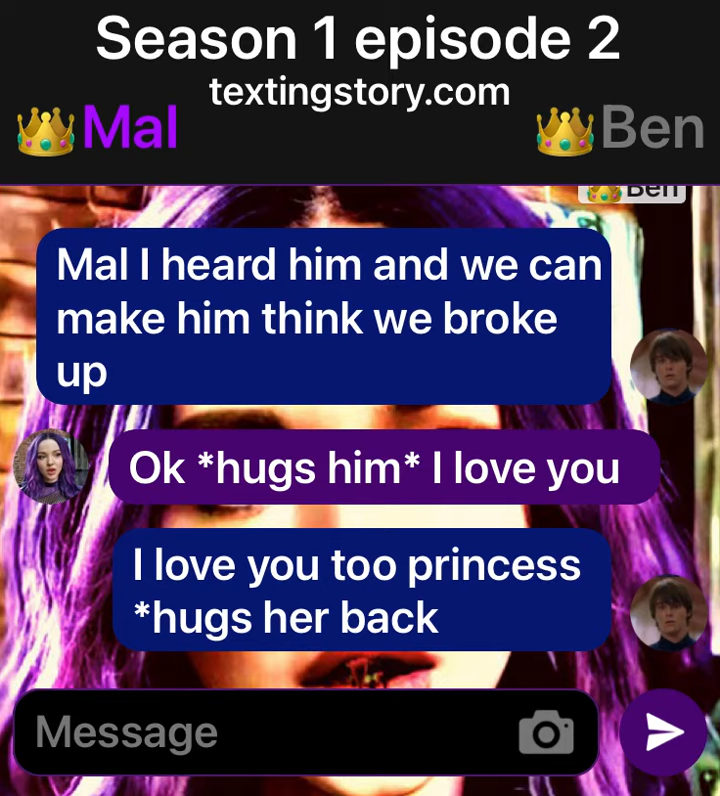 Season 1 episode 2
textingstory.com
👑Mal
👑Ben
👑Ben
Mal I heard him and we can
make him think we broke
up
Ok *hugs him* I love you
I love you too princess
*hugs her back
Message